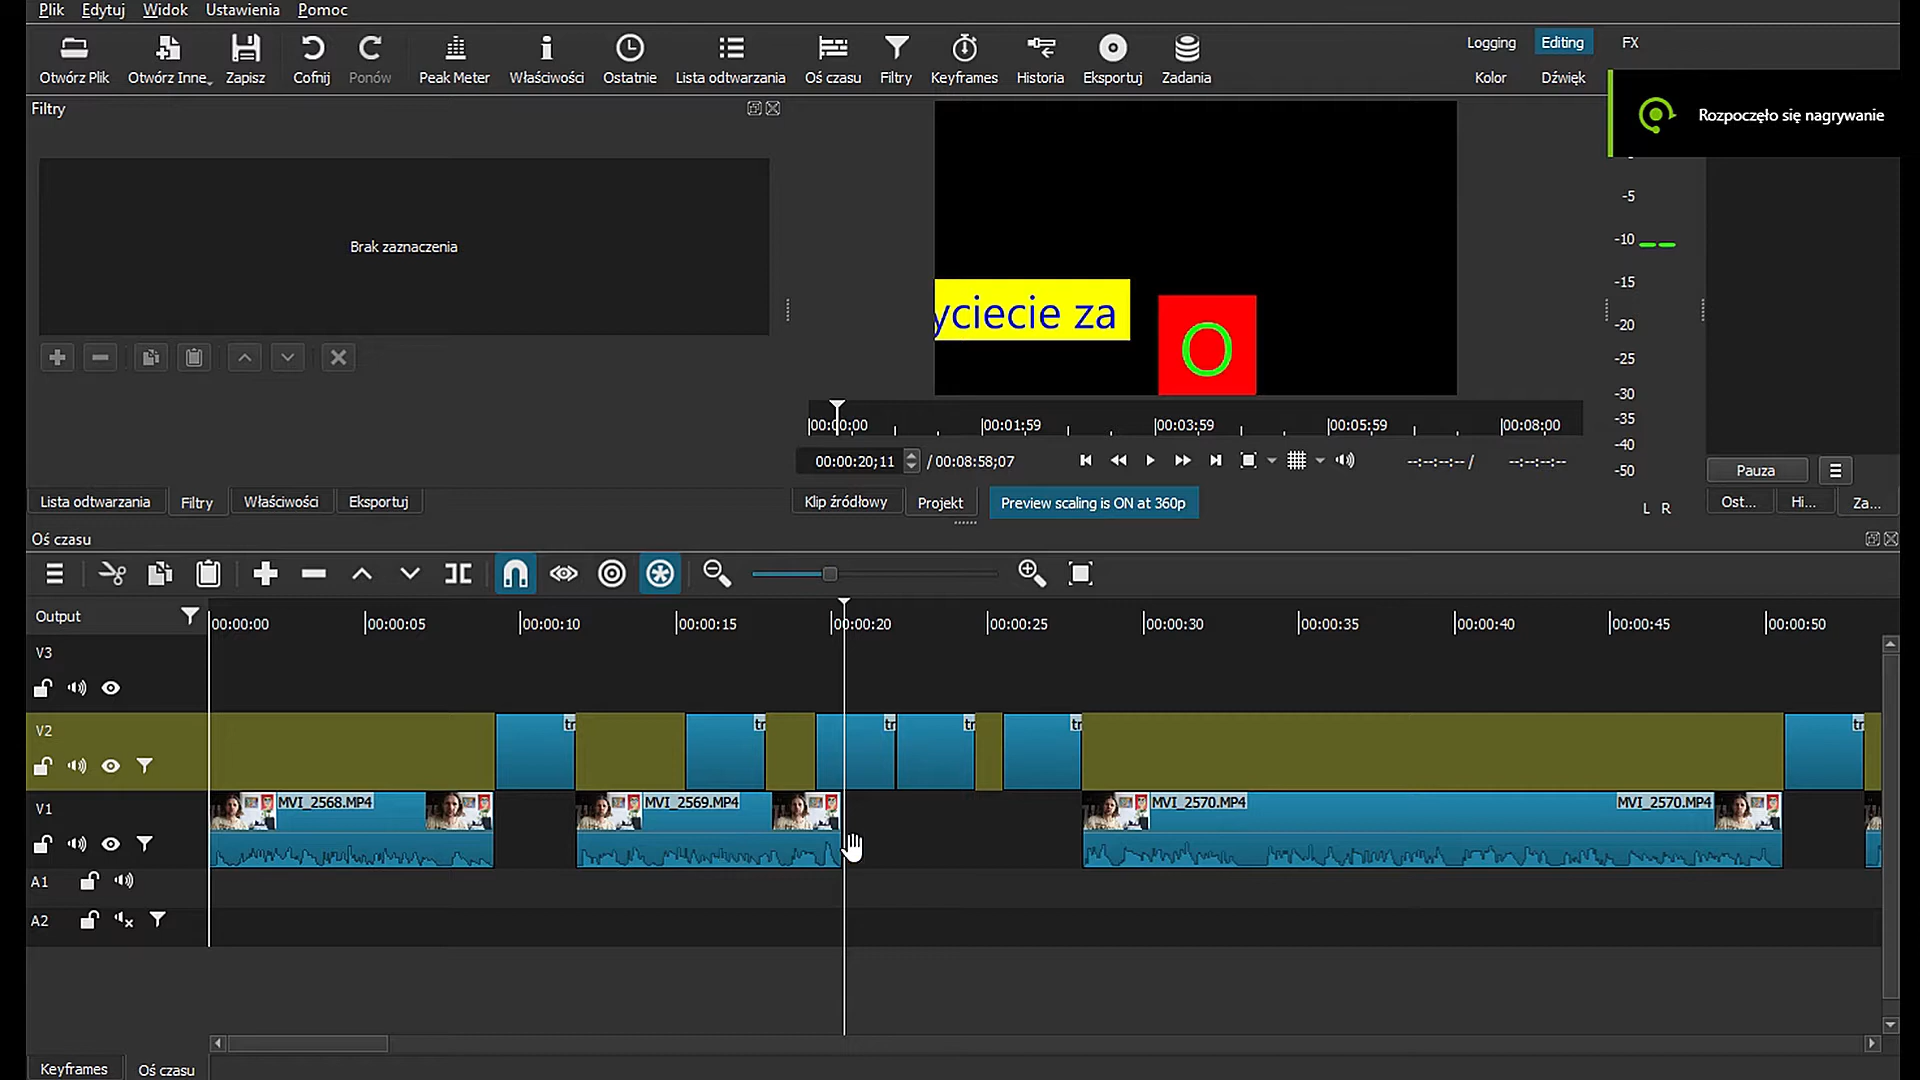 Plik Edytuj Widok Ustawienia Pomoc
Otwórz Plik Otwórz Inne Zapisz Cofnij Ponów Peak Meter Właściwości Ostatnie Lista odtwarzania Oś czasu Filtry Keyframes Historia Eksportuj Zadania
Logging Editing FX
Kolor Dźwięk
Rozpoczęło się nagrywanie
Filtry
Brak zaznaczenia
yciecie za
O
-5
-10
-15
-20
-25
-30
-35
-40
-50
L R
00:00:00 00:01:59 00:03:59 00:05:59 00:08:00
00:00:20;11 / 00:08:58;07 --:--:--:-- / --:--:--:--
Pauza
Lista odtwarzania Filtry Właściwości Eksportuj
Klip źródłowy Projekt Preview scaling is ON at 360p
Ost... Hi... Za...
Oś czasu
Output
00:00:00 00:00:05 00:00:10 00:00:15 00:00:20 00:00:25 00:00:30 00:00:35 00:00:40 00:00:45 00:00:50
V3
V2
tr tr tr tr tr tr
V1
MVI_2568.MP4 MVI_2569.MP4 MVI_2570.MP4 MVI_2570.MP4
A1
A2
Keyframes Oś czasu